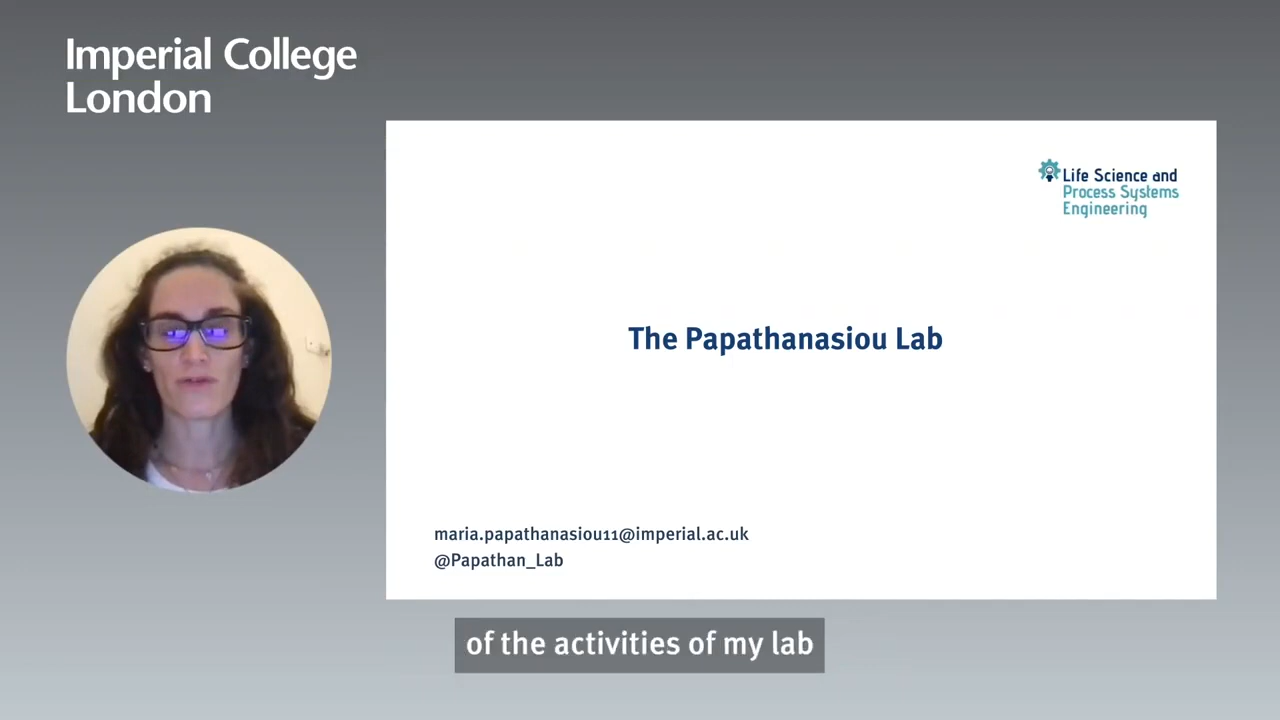 Imperial College
London
Life Science and
Process Systems
Engineering
The Papathanasiou Lab
maria.papathanasiou11@imperial.ac.uk
@Papathan_Lab
of the activities of my lab